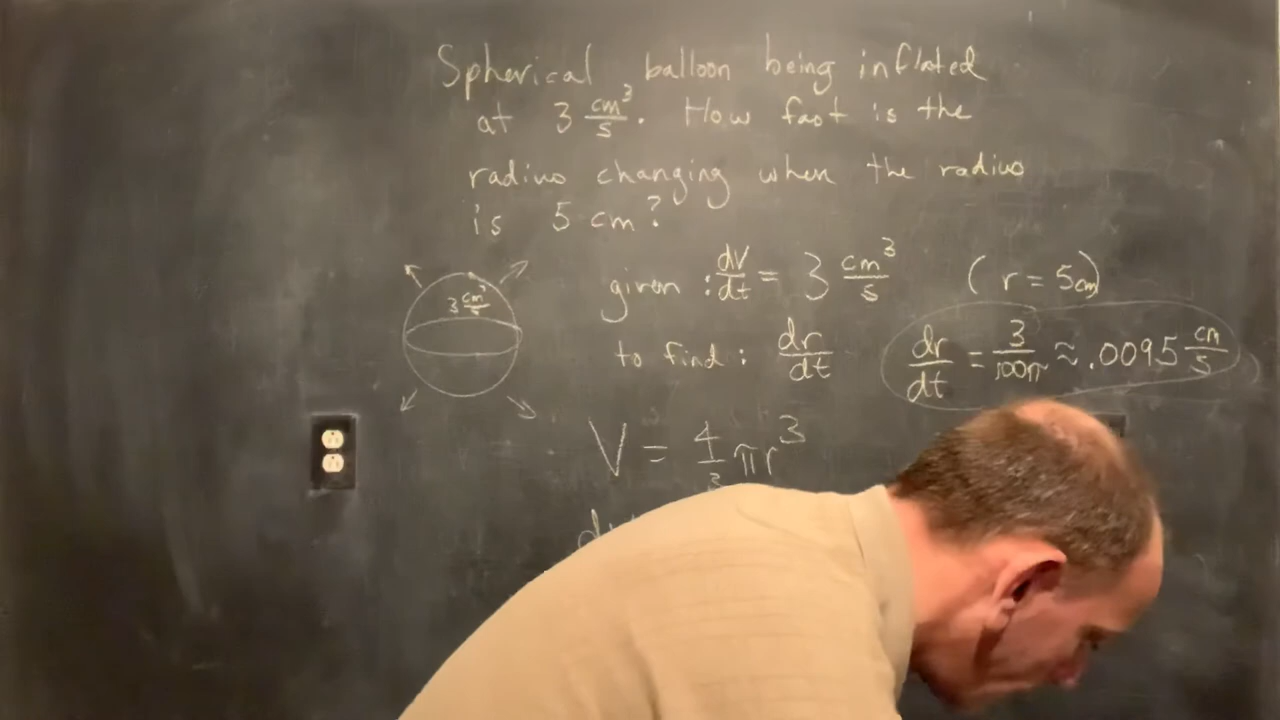 Spherical balloon being inflated
at 3 cm³/s. How fast is the
radius changing when the radius
is 5 cm?
given: dV/dt = 3 cm³/s (r = 5cm)
3 cm³/s
to find: dr/dt
dr/dt = 3/100π ≈ .0095 cm/s
V = 4/3 πr³